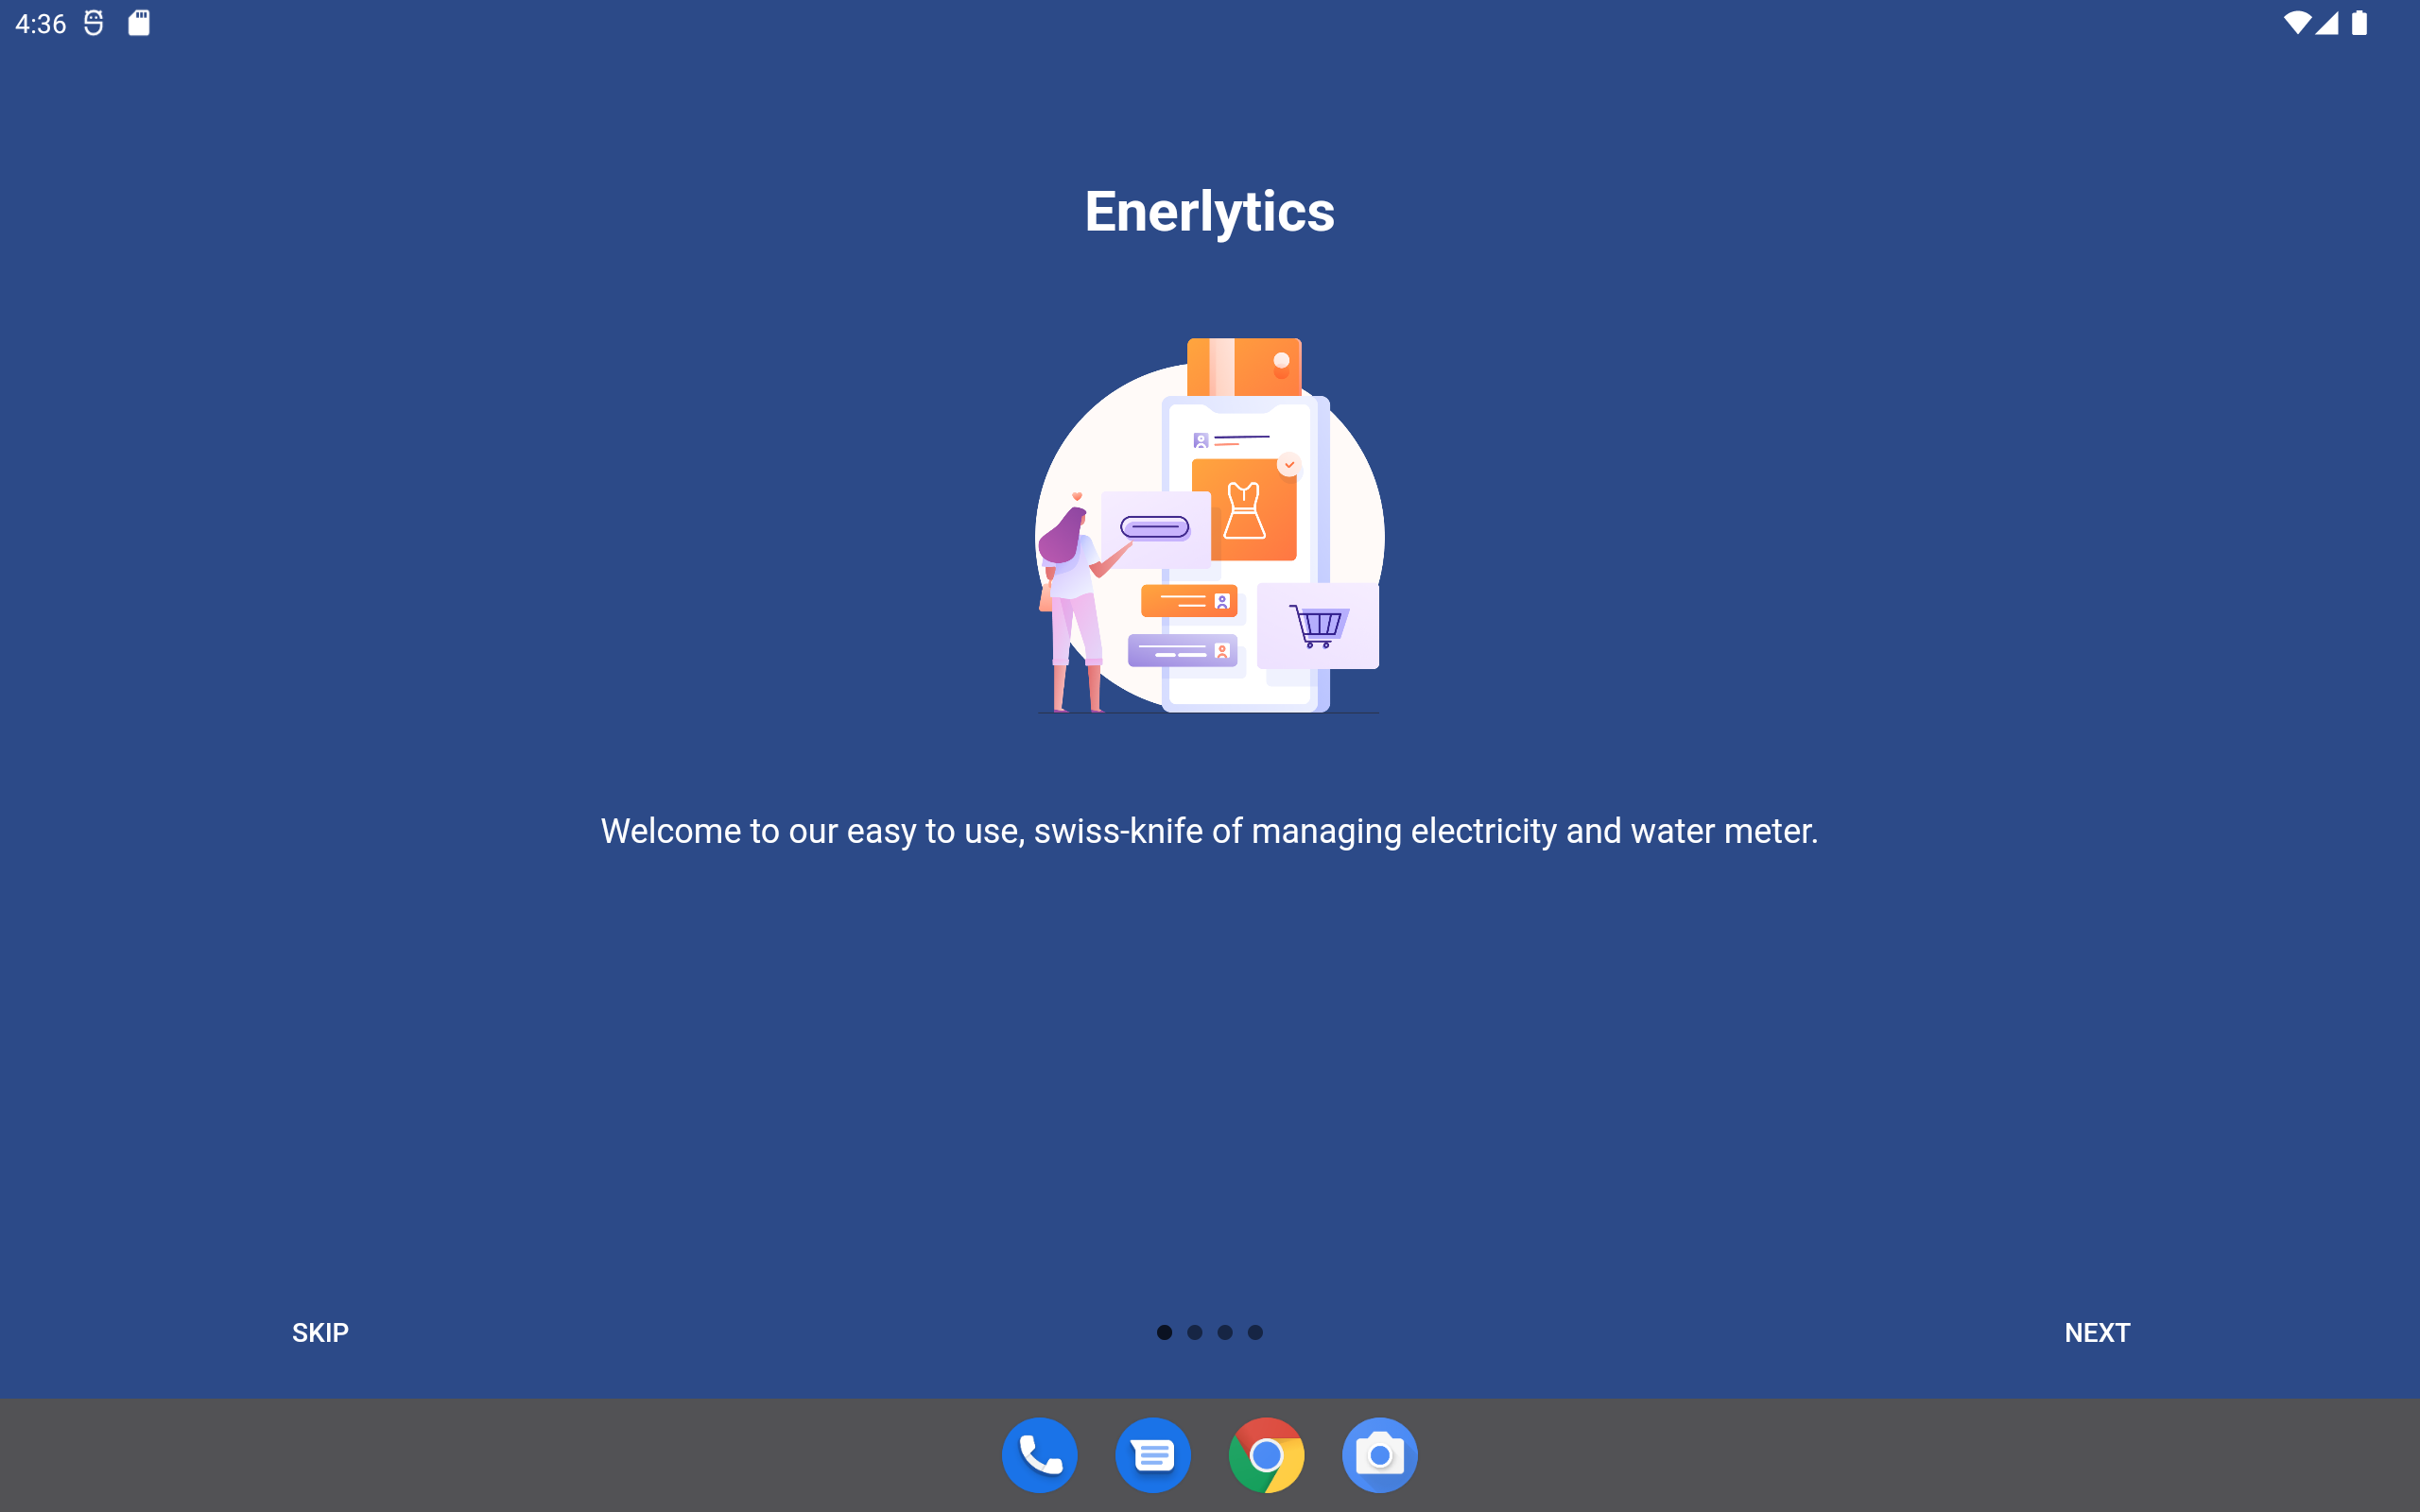 4:36
Enerlytics
Welcome to our easy to use, swiss-knife of managing electricity and water meter.
SKIP
NEXT